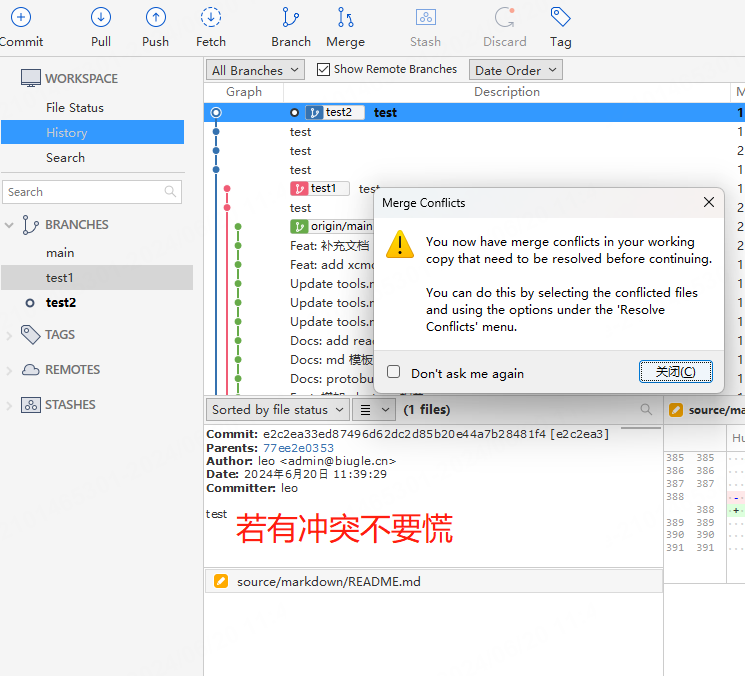 Commit Pull Push Fetch Branch Merge Stash Discard Tag
WORKSPACE
File Status
History
Search
Search
BRANCHES
main
test1
test2
TAGS
REMOTES
STASHES
All Branches Show Remote Branches Date Order
Graph Description
test2 test
test
test
test
test1
test
origin/main
Feat: 补充文档
Feat: add xcm
Update tools.
Update tools.
Update tools.
Docs: add rea
Docs: md 模板
Docs: protobu
Merge Conflicts
You now have merge conflicts in your working
copy that need to be resolved before continuing.
You can do this by selecting the conflicted files
and using the options under the 'Resolve
Conflicts' menu.
Don't ask me again
关闭(C)
Sorted by file status (1 files)
Commit: e2c2ea33ed87496d62dc2d85b20e44a7b28481f4 [e2c2ea3]
Parents: 77ee2e0353
Author: leo <admin@biugle.cn>
Date: 2024年6月20日 11:39:29
Committer: leo
test
若有冲突不要慌
source/markdown/README.md
source/ma
Hu
385 385
386 386
387 387
388 -
388 +
389 389
390 390
391 391